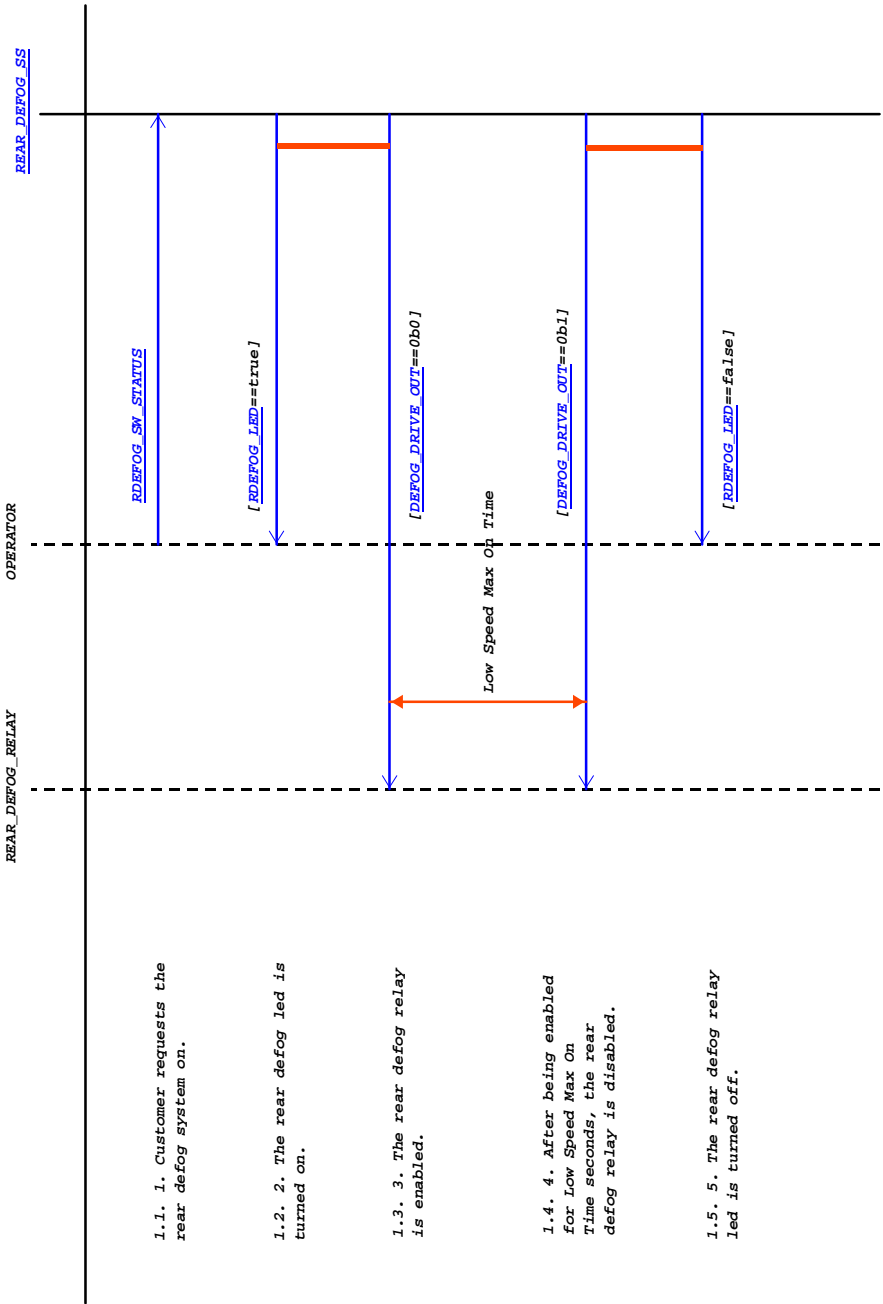 REAR_DEFOG_RELAY
OPERATOR
REAR_DEFOG_SS
1.1. 1. Customer requests the
rear defog system on.
RDEFOG_SW_STATUS
1.2. 2. The rear defog led is
turned on.
[RDEFOG_LED==true]
1.3. 3. The rear defog relay
is enabled.
[DEFOG_DRIVE_OUT==0b0]
Low Speed Max On Time
1.4. 4. After being enabled
for Low Speed Max On
Time seconds, the rear
defog relay is disabled.
[DEFOG_DRIVE_OUT==0b1]
1.5. 5. The rear defog relay
led is turned off.
[RDEFOG_LED==false]